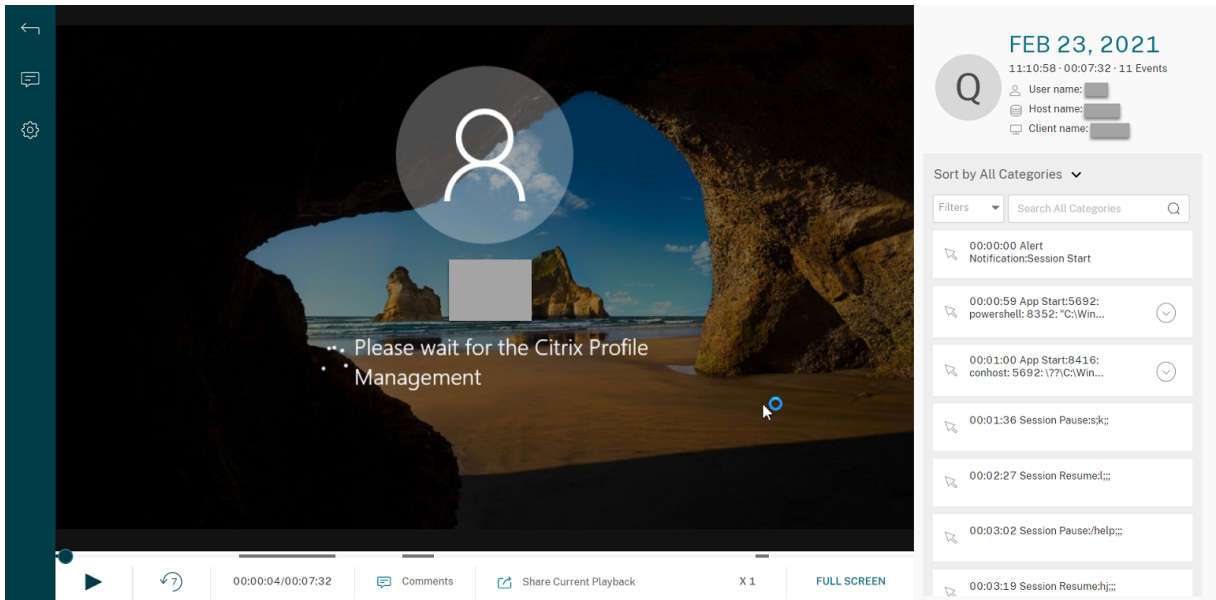 Please wait for the Citrix Profile
Management
7
00:00:04/00:07:32
Comments
Share Current Playback
X 1
FULL SCREEN
Q
FEB 23, 2021
11:10:58 · 00:07:32 · 11 Events
User name:
Host name:
Client name:
Sort by All Categories
Filters
Search All Categories
00:00:00 Alert
Notification:Session Start
00:00:59 App Start:5692:
powershell: 8352: "C:\Win...
00:01:00 App Start:8416:
conhost: 5692: \??\C:\Win...
00:01:36 Session Pause:s;k;;
00:02:27 Session Resume:l;;;
00:03:02 Session Pause:/help;;;
00:03:19 Session Resume:hj;;;